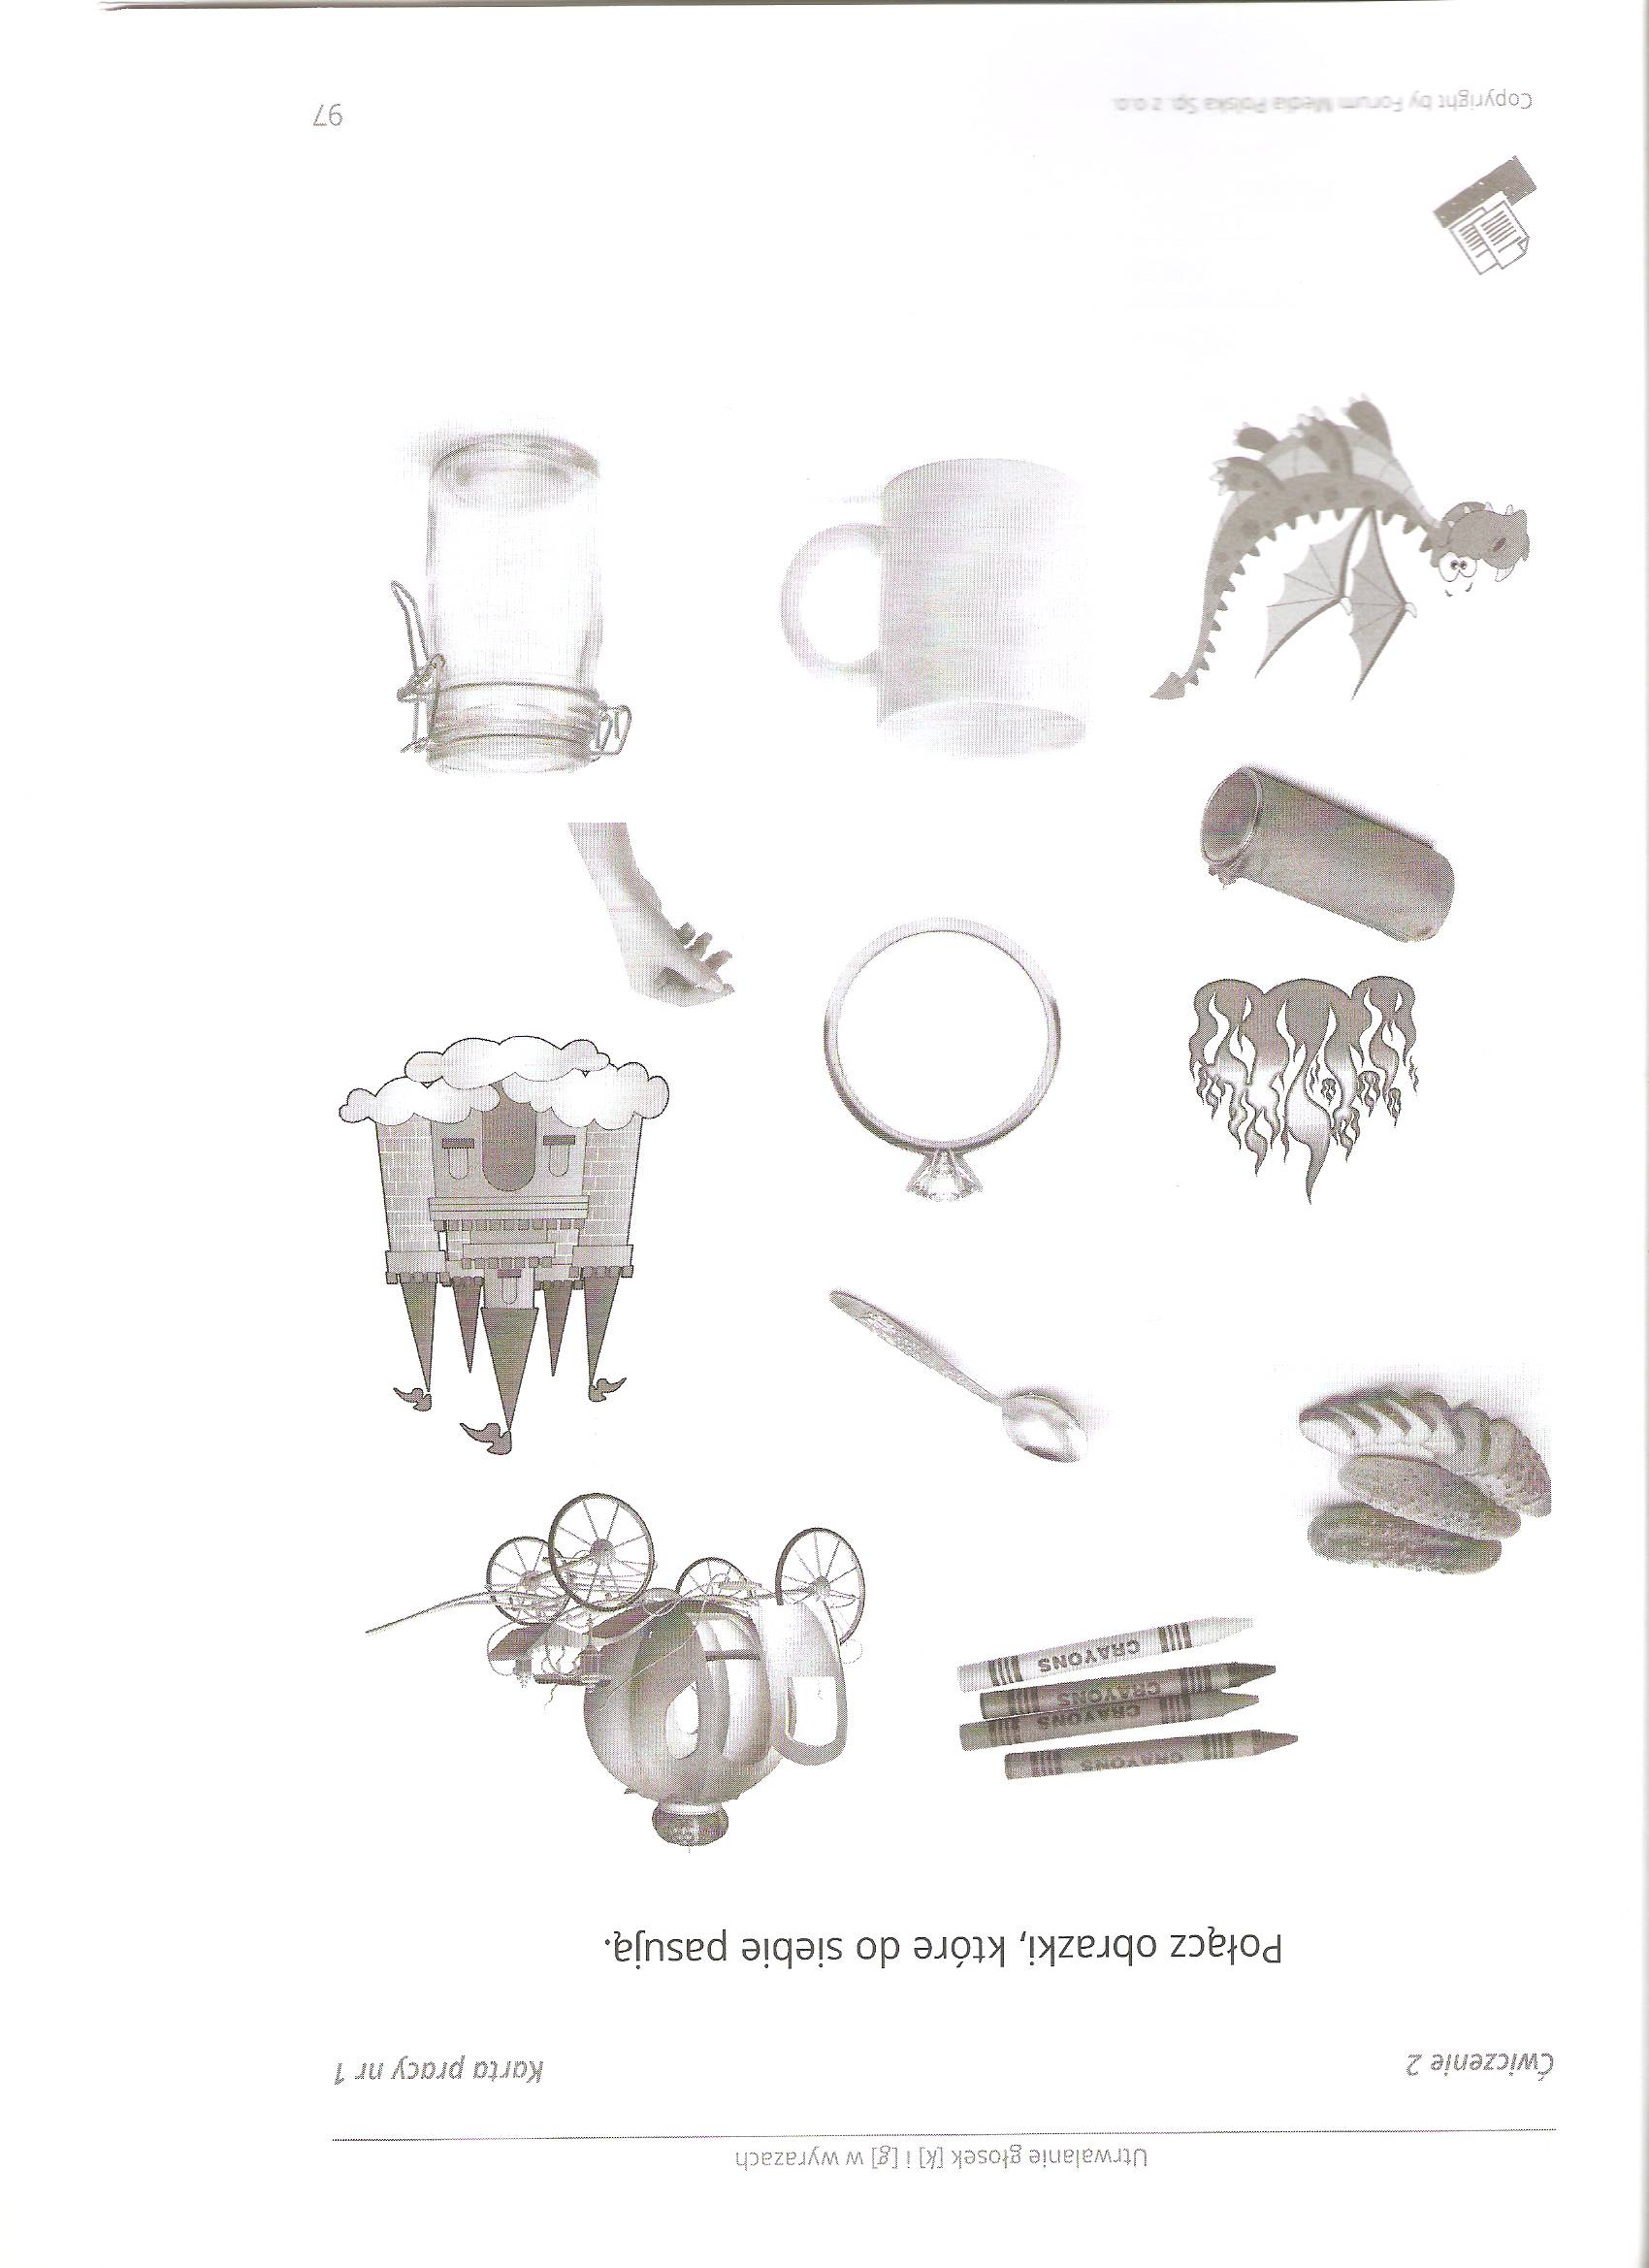 Utrwalanie głosek [k] i [g] w wyrazach
Ćwiczenie 2
Karta pracy nr 1
Połącz obrazki, które do siebie pasują.
CRAYONS
CRAYONS
CRAYONS
CRAYONS
Copyright by Forum Media Polska Sp. z o.o.
97